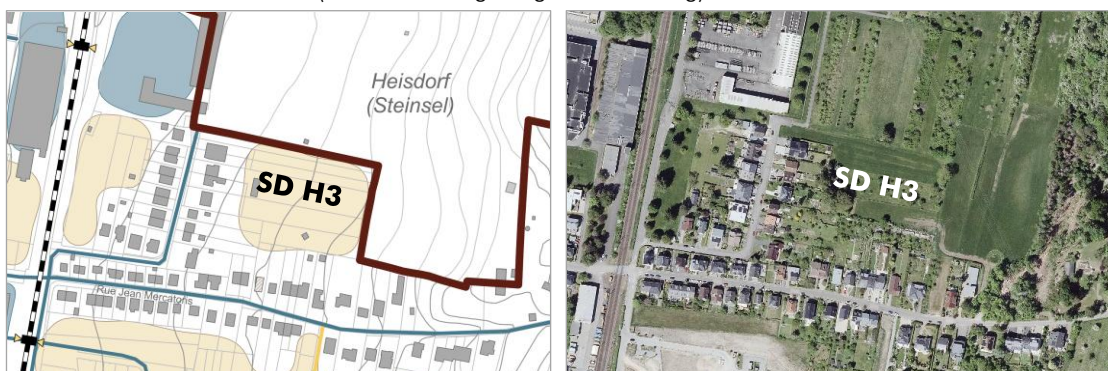 Heisdorf
(Steinsel)
SD H3
Rue Jean Mercatoris
SD H3